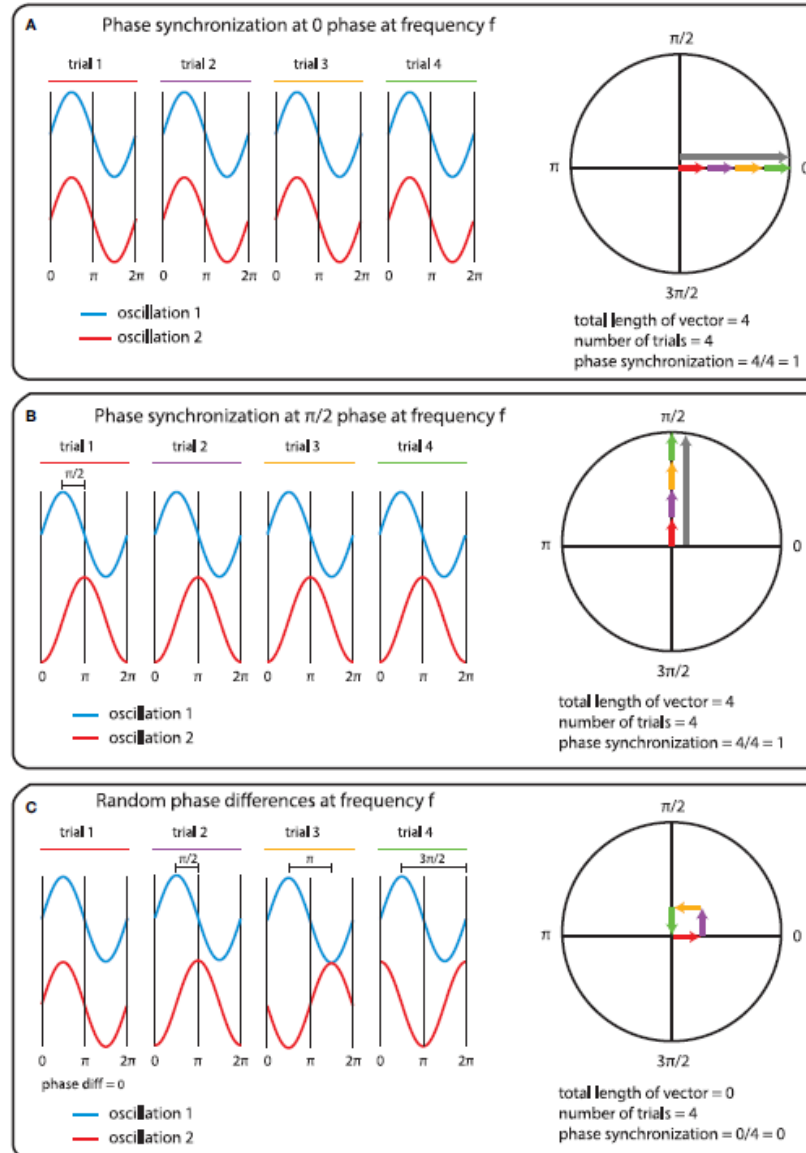 A Phase synchronization at 0 phase at frequency f
trial 1 trial 2 trial 3 trial 4
0 π 2π 0 π 2π 0 π 2π 0 π 2π
oscillation 1
oscillation 2
π/2
π 0
3π/2
total length of vector = 4
number of trials = 4
phase synchronization = 4/4 = 1
B Phase synchronization at π/2 phase at frequency f
trial 1 trial 2 trial 3 trial 4
π/2
0 π 2π 0 π 2π 0 π 2π 0 π 2π
oscillation 1
oscillation 2
π/2
π 0
3π/2
total length of vector = 4
number of trials = 4
phase synchronization = 4/4 = 1
C Random phase differences at frequency f
trial 1 trial 2 trial 3 trial 4
π/2 π 3π/2
0 π 2π 0 π 2π 0 π 2π 0 π 2π
phase diff = 0
oscillation 1
oscillation 2
π/2
π 0
3π/2
total length of vector = 0
number of trials = 4
phase synchronization = 0/4 = 0